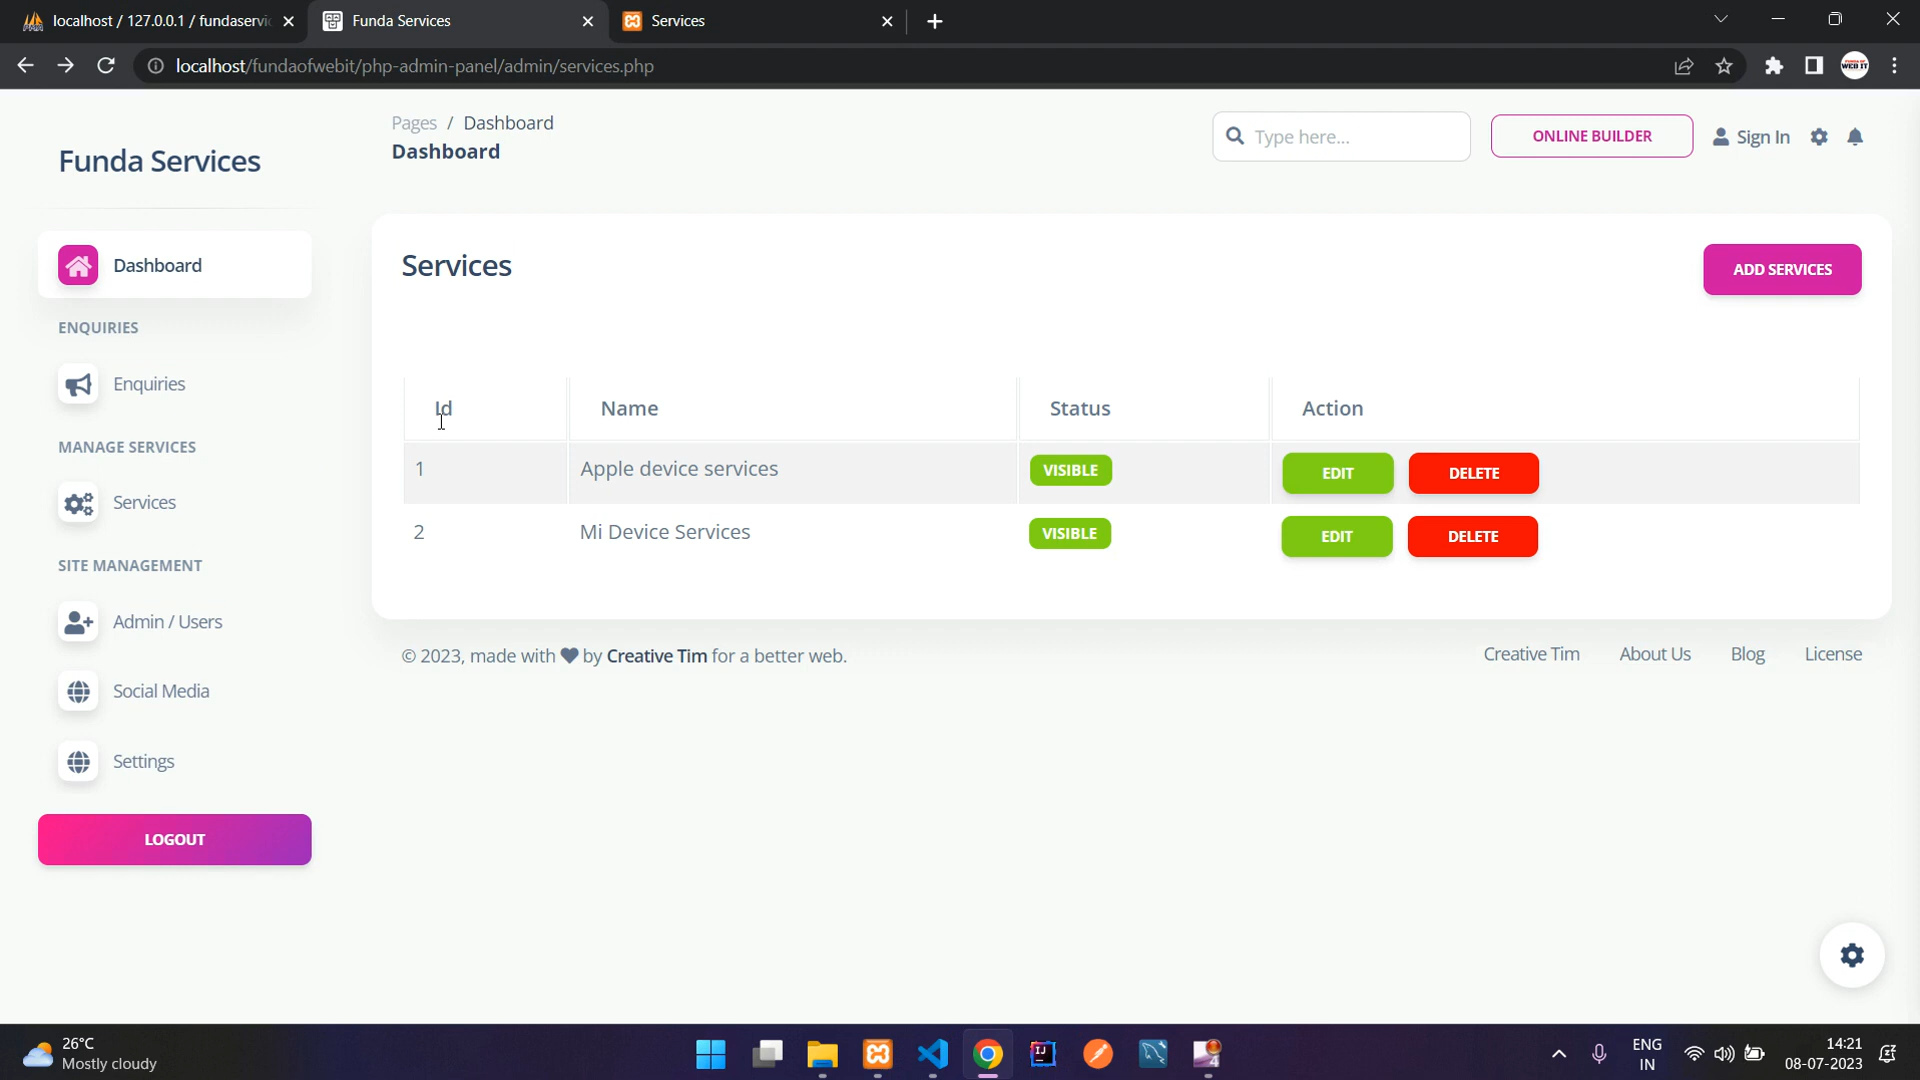 localhost / 127.0.0.1 / fundaservi
Funda Services
Services
localhost/fundaofwebit/php-admin-panel/admin/services.php
WEB IT
Funda Services
Pages / Dashboard
Dashboard
Type here...
ONLINE BUILDER
Sign In
Dashboard
ENQUIRIES
Enquiries
MANAGE SERVICES
Services
SITE MANAGEMENT
Admin / Users
Social Media
Settings
LOGOUT
Services
ADD SERVICES
Id Name Status Action
1 Apple device services VISIBLE EDIT DELETE
2 Mi Device Services VISIBLE EDIT DELETE
© 2023, made with ♥ by Creative Tim for a better web.
Creative Tim About Us Blog License
26°C
Mostly cloudy
ENG
IN
14:21
08-07-2023